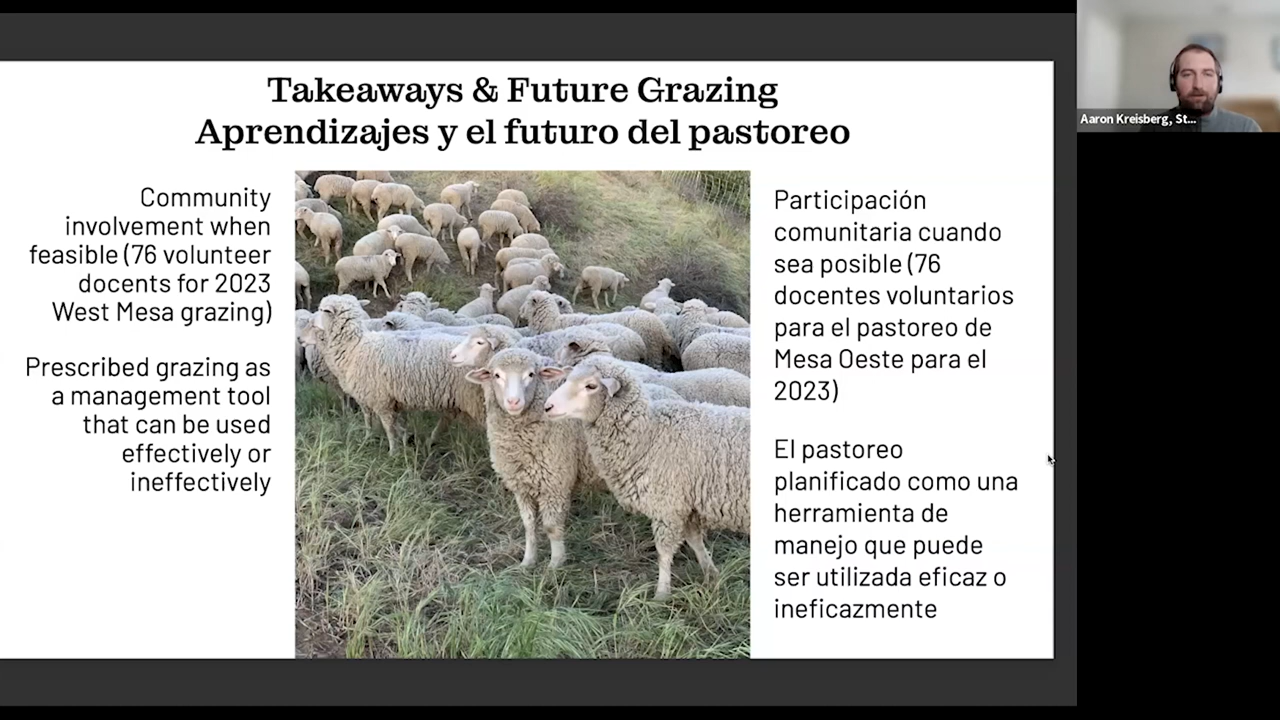 Takeaways & Future Grazing
Aprendizajes y el futuro del pastoreo
Community
involvement when
feasible (76 volunteer
docents for 2023
West Mesa grazing)
Prescribed grazing as
a management tool
that can be used
effectively or
ineffectively
Participación
comunitaria cuando
sea posible (76
docentes voluntarios
para el pastoreo de
Mesa Oeste para el
2023)
El pastoreo
planificado como una
herramienta de
manejo que puede
ser utilizada eficaz o
ineficazmente
Aaron Kreisberg, St...